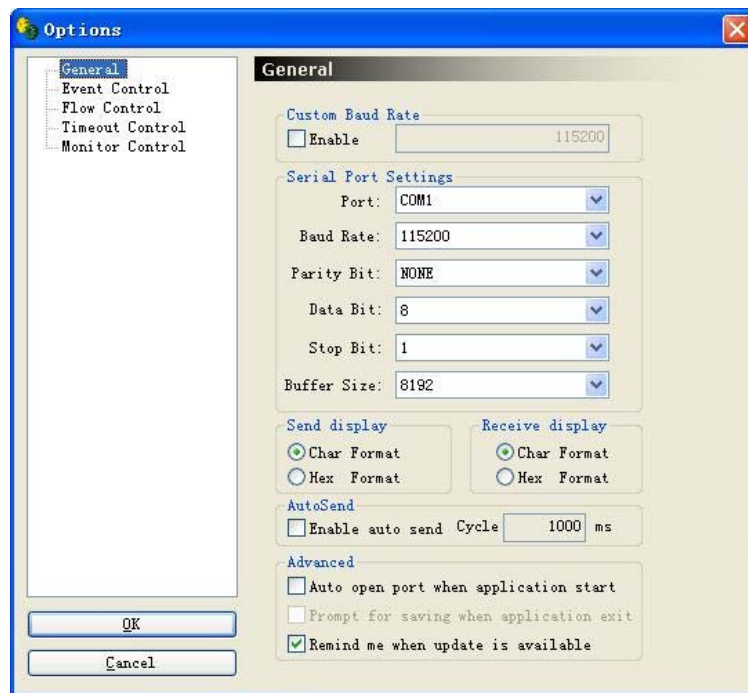 Options
General
Event Control
Flow Control
Timeout Control
Monitor Control
OK
Cancel
General
Custom Baud Rate
Enable 115200
Serial Port Settings
Port: COM1
Baud Rate: 115200
Parity Bit: NONE
Data Bit: 8
Stop Bit: 1
Buffer Size: 8192
Send display
Char Format
Hex Format
Receive display
Char Format
Hex Format
AutoSend
Enable auto send Cycle 1000 ms
Advanced
Auto open port when application start
Prompt for saving when application exit
Remind me when update is available